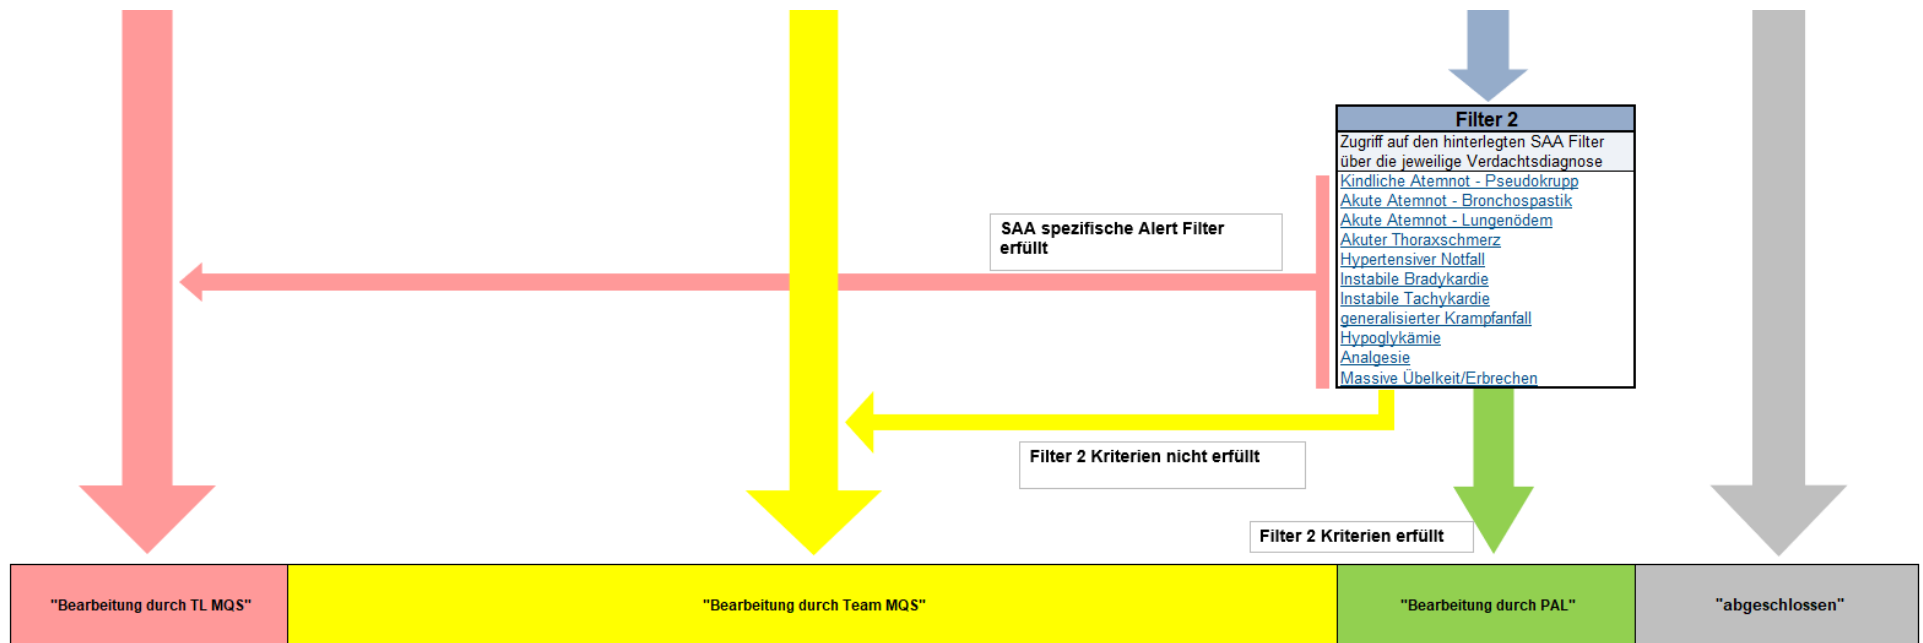 Filter 2
Zugriff auf den hinterlegten SAA Filter
über die jeweilige Verdachtsdiagnose
Kindliche Atemnot - Pseudokrupp
Akute Atemnot - Bronchospastik
Akute Atemnot - Lungenödem
Akuter Thoraxschmerz
Hypertensiver Notfall
Instabile Bradykardie
Instabile Tachykardie
generalisierter Krampfanfall
Hypoglykämie
Analgesie
Massive Übelkeit/Erbrechen
SAA spezifische Alert Filter
erfüllt
Filter 2 Kriterien nicht erfüllt
Filter 2 Kriterien erfüllt
"Bearbeitung durch TL MQS"
"Bearbeitung durch Team MQS"
"Bearbeitung durch PAL"
"abgeschlossen"